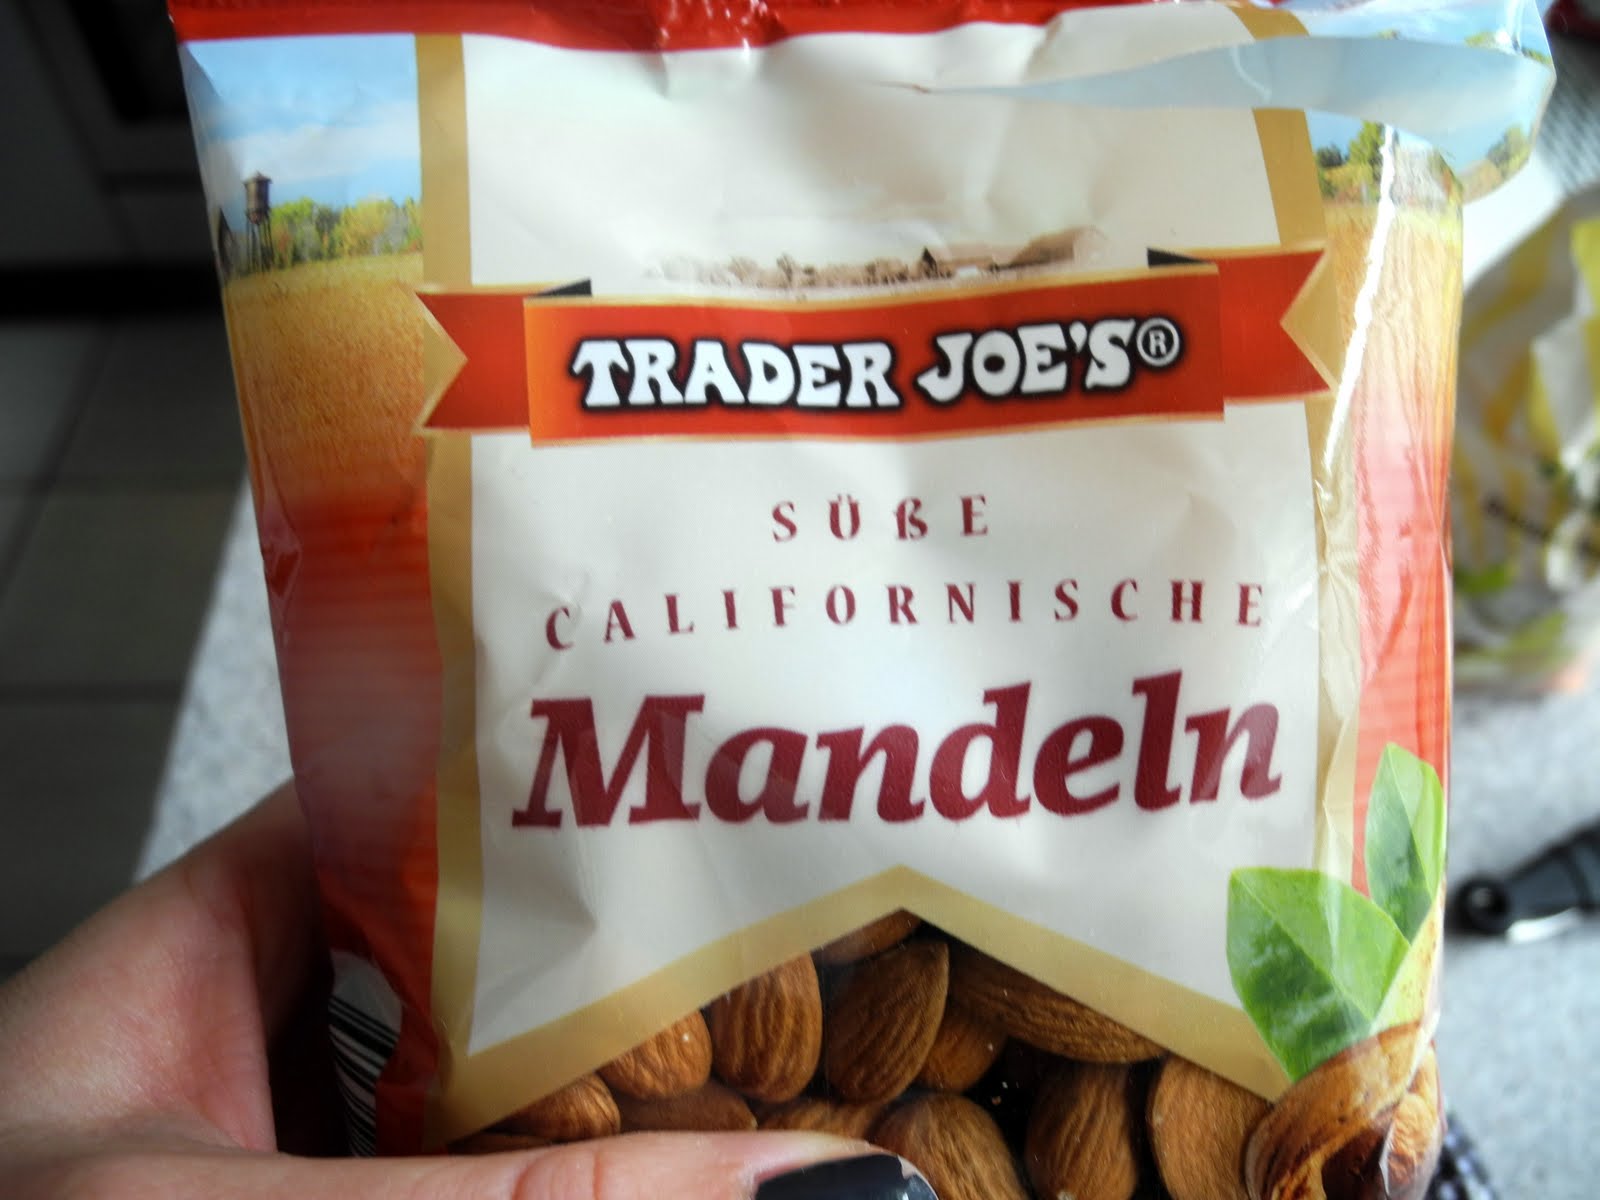 TRADER JOE'S®
SÜßE
CALIFORNISCHE
Mandeln